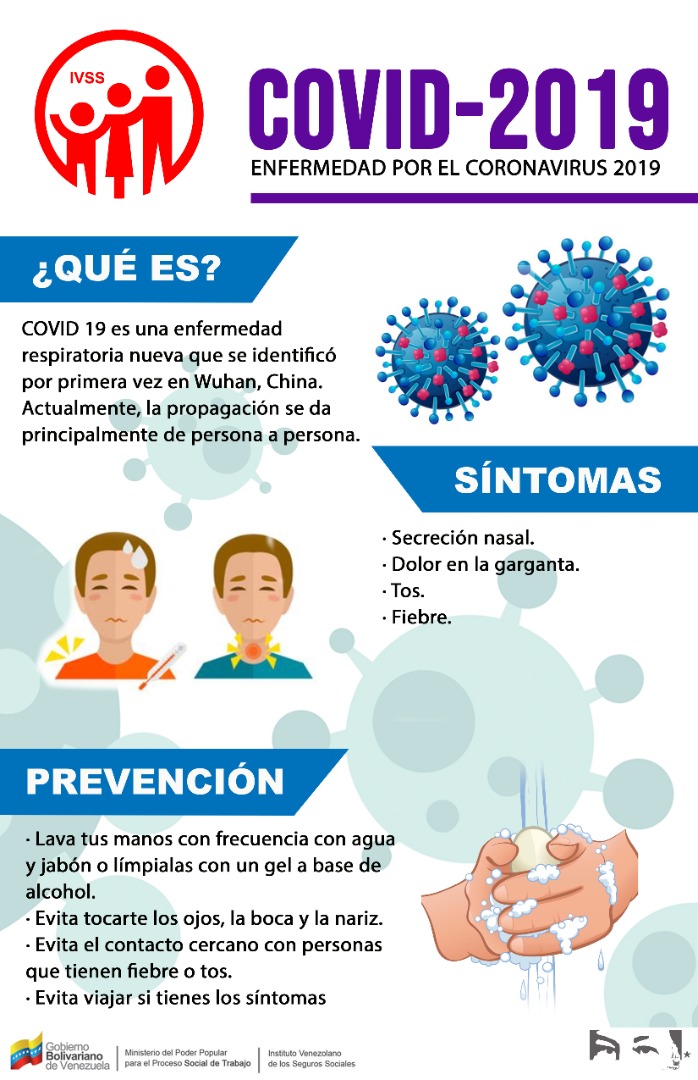 IVSS
COVID-2019
ENFERMEDAD POR EL CORONAVIRUS 2019
¿QUÉ ES?
COVID 19 es una enfermedad
respiratoria nueva que se identificó
por primera vez en Wuhan, China.
Actualmente, la propagación se da
principalmente de persona a persona.
SÍNTOMAS
· Secreción nasal.
· Dolor en la garganta.
· Tos.
· Fiebre.
PREVENCIÓN
· Lava tus manos con frecuencia con agua
y jabón o límpialas con un gel a base de
alcohol.
· Evita tocarte los ojos, la boca y la nariz.
· Evita el contacto cercano con personas
que tienen fiebre o tos.
· Evita viajar si tienes los síntomas
Gobierno
Bolivariano
de Venezuela
Ministerio del Poder Popular
para el Proceso Social de Trabajo
Instituto Venezolano
de los Seguros Sociales